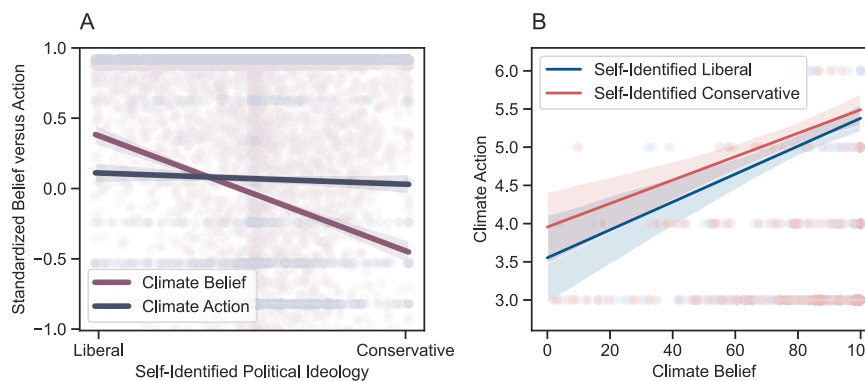 A
B
Standardized Belief versus Action
1.0
0.5
0.0
−0.5
−1.0
Climate Belief
Climate Action
Liberal
Conservative
Self-Identified Political Ideology
Climate Action
6.0
5.5
5.0
4.5
4.0
3.5
3.0
Self-Identified Liberal
Self-Identified Conservative
0
20
40
60
80
10
Climate Belief